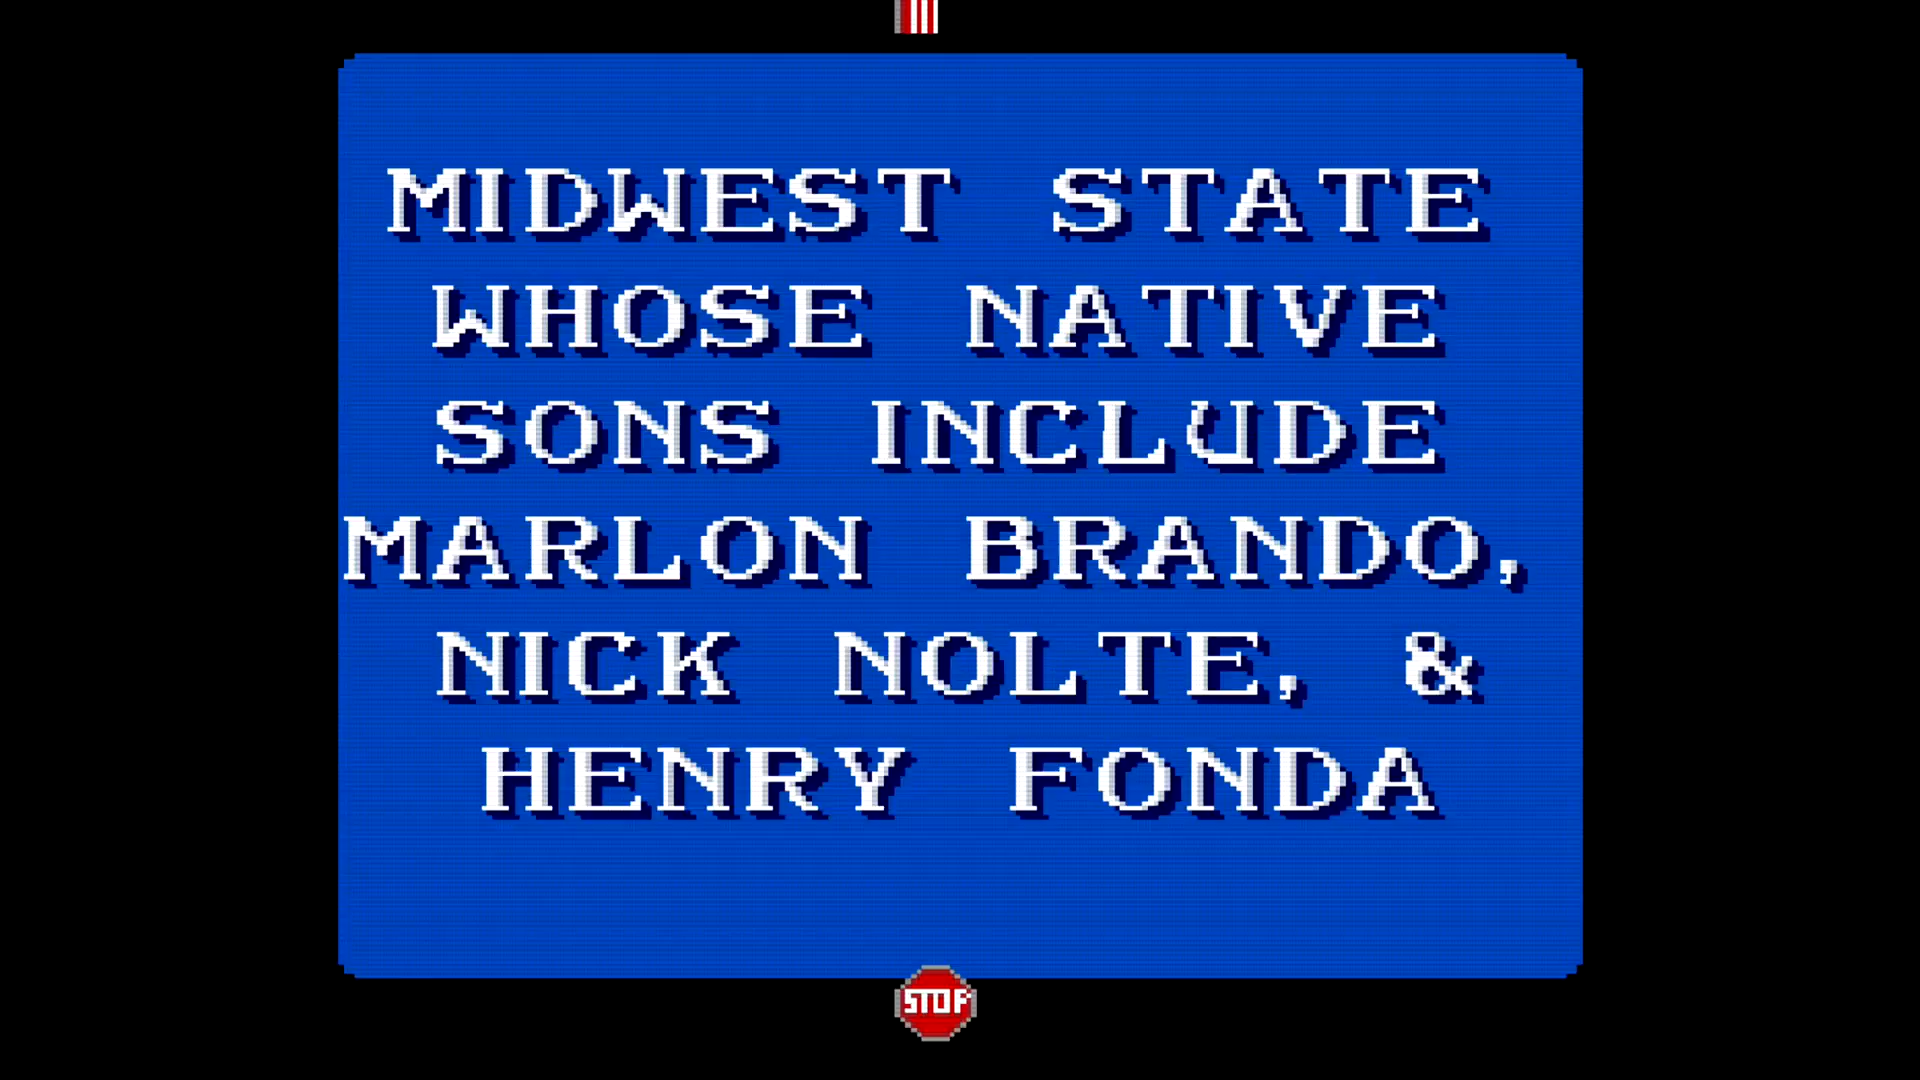 MIDWEST STATE
WHOSE NATIVE
SONS INCLUDE
MARLON BRANDO,
NICK NOLTE, &
HENRY FONDA
STOP